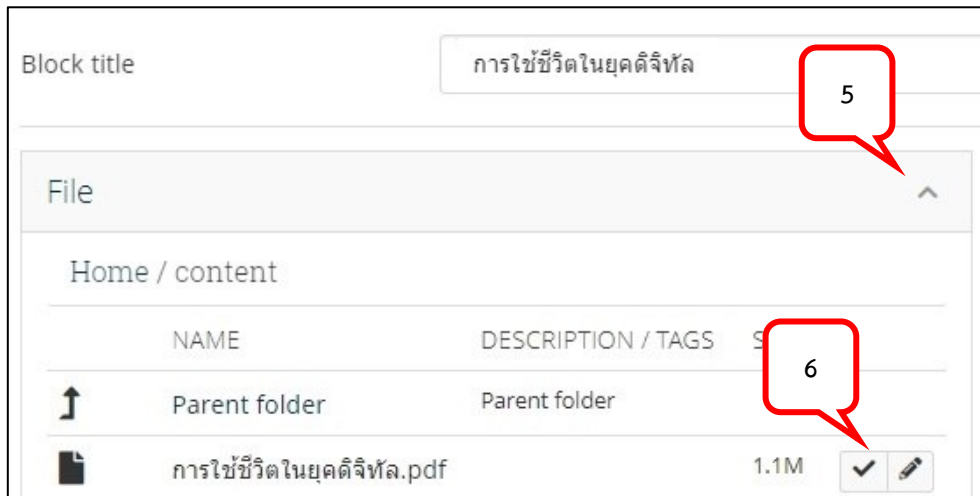 Block title การใช้ชีวิตในยุคดิจิทัล
5
File
Home / content
NAME DESCRIPTION / TAGS S
6
Parent folder Parent folder
การใช้ชีวิตในยุคดิจิทัล.pdf 1.1M